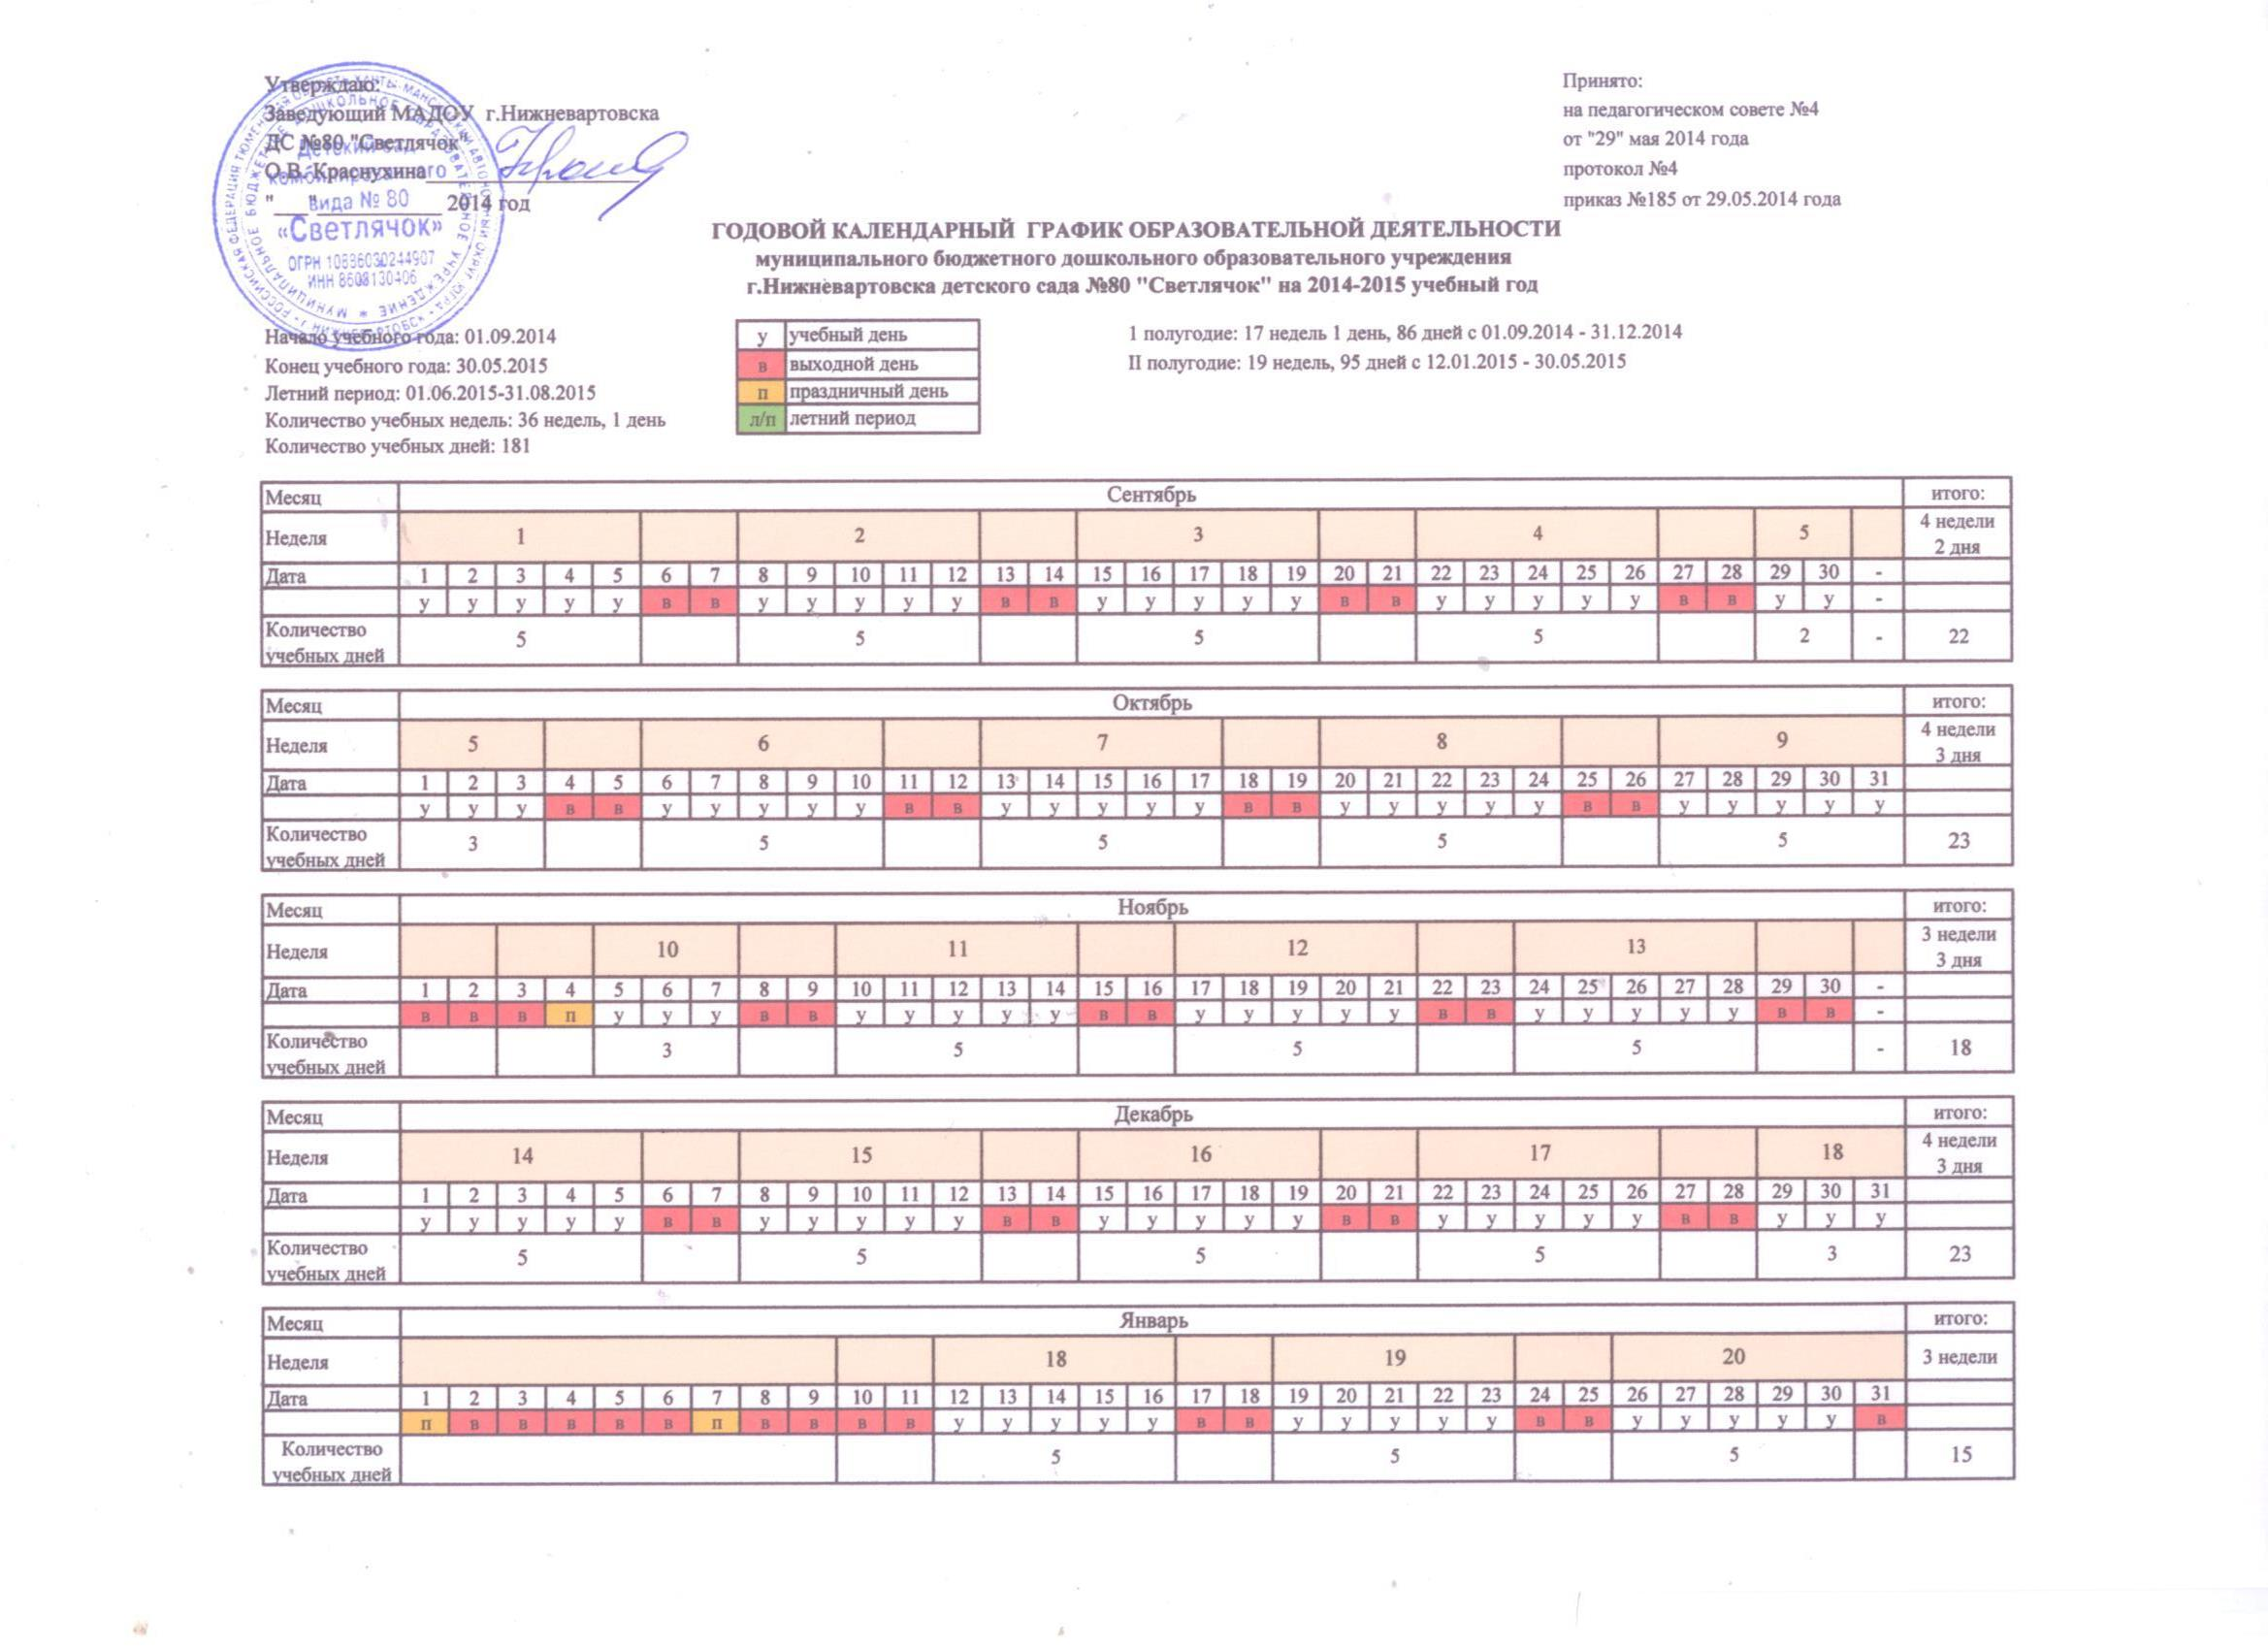 Утверждаю:
Заведующий МАДОУ г.Нижневартовска
ДС №80 "Светлячок"
О.В. Краснухина
"___"___________ 2014 год
Детский сад
комбинированного
вида № 80
«Светлячок»
ОГРН 1038603024490
ИНН 8608130406
Принято:
на педагогическом совете №4
от "29" мая 2014 года
протокол №4
приказ №185 от 29.05.2014 года
ГОДОВОЙ КАЛЕНДАРНЫЙ ГРАФИК ОБРАЗОВАТЕЛЬНОЙ ДЕЯТЕЛЬНОСТИ
муниципального бюджетного дошкольного образовательного учреждения
г.Нижневартовска детского сада №80 "Светлячок" на 2014-2015 учебный год
Начало учебного года: 01.09.2014
Конец учебного года: 30.05.2015
Летний период: 01.06.2015-31.08.2015
Количество учебных недель: 36 недель, 1 день
Количество учебных дней: 181
у учебный день
в выходной день
п праздничный день
л/п летний период
1 полугодие: 17 недель 1 день, 86 дней с 01.09.2014 - 31.12.2014
II полугодие: 19 недель, 95 дней с 12.01.2015 - 30.05.2015
Месяц Сентябрь итого:
Неделя 1 2 3 4 5 4 недели 2 дня
Дата 1 2 3 4 5 6 7 8 9 10 11 12 13 14 15 16 17 18 19 20 21 22 23 24 25 26 27 28 29 30 -
у у у у у в в у у у у у в в у у у у у в в у у у у у в в у у -
Количество учебных дней 5 5 5 5 2 - 22
Месяц Октябрь итого:
Неделя 5 6 7 8 9 4 недели 3 дня
Дата 1 2 3 4 5 6 7 8 9 10 11 12 13 14 15 16 17 18 19 20 21 22 23 24 25 26 27 28 29 30 31
у у у в в у у у у у в в у у у у у в в у у у у у в в у у у у у
Количество учебных дней 3 5 5 5 5 23
Месяц Ноябрь итого:
Неделя 10 11 12 13 3 недели 3 дня
Дата 1 2 3 4 5 6 7 8 9 10 11 12 13 14 15 16 17 18 19 20 21 22 23 24 25 26 27 28 29 30 -
в в в п у у у в в у у у у у в в у у у у у в в у у у у у в в -
Количество учебных дней 3 5 5 5 - 18
Месяц Декабрь итого:
Неделя 14 15 16 17 18 4 недели 3 дня
Дата 1 2 3 4 5 6 7 8 9 10 11 12 13 14 15 16 17 18 19 20 21 22 23 24 25 26 27 28 29 30 31
у у у у у в в у у у у у в в у у у у у в в у у у у у в в у у у
Количество учебных дней 5 5 5 5 3 23
Месяц Январь итого:
Неделя 18 19 20 3 недели
Дата 1 2 3 4 5 6 7 8 9 10 11 12 13 14 15 16 17 18 19 20 21 22 23 24 25 26 27 28 29 30 31
п в в в в в п в в в в у у у у у в в у у у у у в в у у у у у в
Количество учебных дней 5 5 5 15